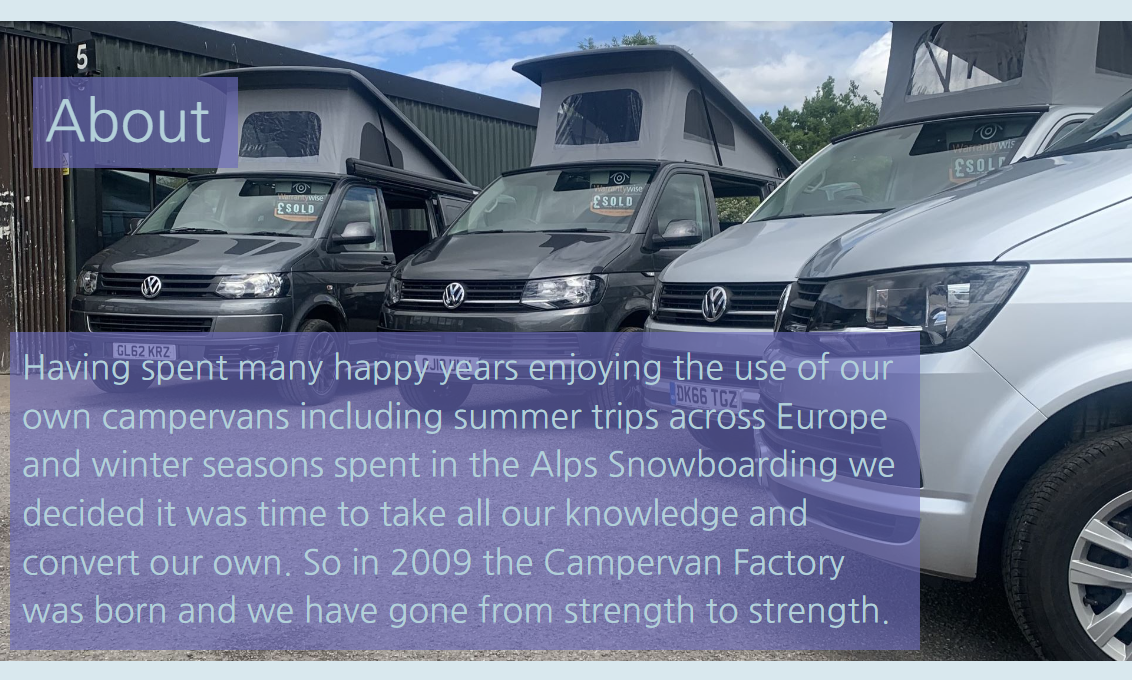 5
About
Warrantywise
£SOLD
Warrantywise
£SOLD
Warrantywise
£SOLD
GL62 KRZ
DK66 TGZ
Having spent many happy years enjoying the use of our
own campervans including summer trips across Europe
and winter seasons spent in the Alps Snowboarding we
decided it was time to take all our knowledge and
convert our own. So in 2009 the Campervan Factory
was born and we have gone from strength to strength.